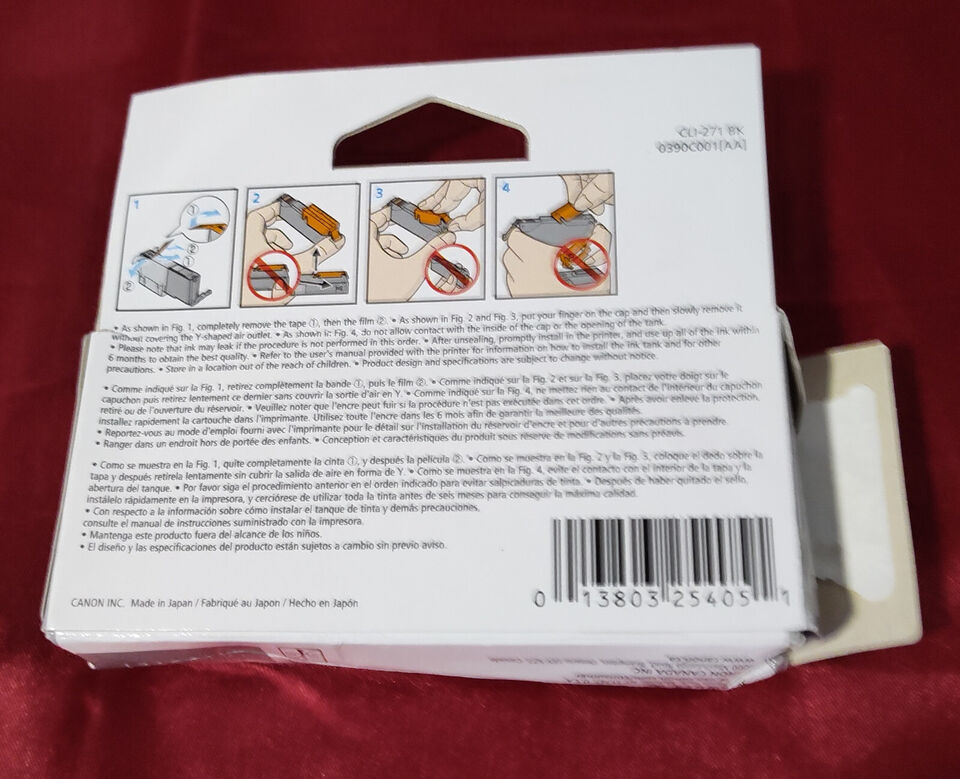 CLI-271 BK
0390C001[AA]
1
①
②
①
②
2
3
4
• As shown in Fig. 1, completely remove the tape ①, then the film ②. • As shown in Fig. 2 and Fig. 3, put your finger on the cap and then slowly remove it
without covering the Y-shaped air outlet. • As shown in Fig. 4, do not allow contact with the inside of the cap or the opening of the tank.
• Please note that ink may leak if the procedure is not performed in this order. • After unsealing, promptly install in the printer, and use up all of the ink within
6 months to obtain the best quality. • Refer to the user's manual provided with the printer for information on how to install the ink tank and for other
precautions. • Store in a location out of the reach of children. • Product design and specifications are subject to change without notice.
• Comme indiqué sur la Fig. 1, retirez complètement la bande ①, puis le film ②. • Comme indiqué sur la Fig. 2 et sur la Fig. 3, placez votre doigt sur le
capuchon puis retirez lentement ce dernier sans couvrir la sortie d'air en Y. • Comme indiqué sur la Fig. 4, ne mettez rien au contact de l'intérieur du capuchon
retiré ou de l'ouverture du réservoir. • Veuillez noter que l'encre peut fuir si la procédure n'est pas exécutée dans cet ordre. • Après avoir enlevé la protection,
installez rapidement la cartouche dans l'imprimante. Utilisez toute l'encre dans les 6 mois afin de garantir la meilleure des qualités.
• Reportez-vous au mode d'emploi fourni avec l'imprimante pour le détail sur l'installation du réservoir d'encre et pour d'autres précautions à prendre.
• Ranger dans un endroit hors de portée des enfants. • Conception et caractéristiques du produit sous réserve de modifications sans préavis.
• Como se muestra en la Fig. 1, quite completamente la cinta ①, y después la película ②. • Como se muestra en la Fig. 2 y la Fig. 3, coloque el dedo sobre la
tapa y después retírela lentamente sin cubrir la salida de aire en forma de Y. • Como se muestra en la Fig. 4, evite el contacto con el interior de la tapa y la
abertura del tanque. • Por favor siga el procedimiento anterior en el orden indicado para evitar salpicaduras de tinta. • Después de haber quitado el sello,
instálelo rápidamente en la impresora, y cerciórese de utilizar toda la tinta antes de seis meses para conseguir la máxima calidad.
• Con respecto a la información sobre cómo instalar el tanque de tinta y demás precauciones,
consulte el manual de instrucciones suministrado con la impresora.
• Mantenga este producto fuera del alcance de los niños.
• El diseño y las especificaciones del producto están sujetos a cambio sin previo aviso.
CANON INC. Made in Japan / Fabriqué au Japon / Hecho en Japón
0 13803 25405 1